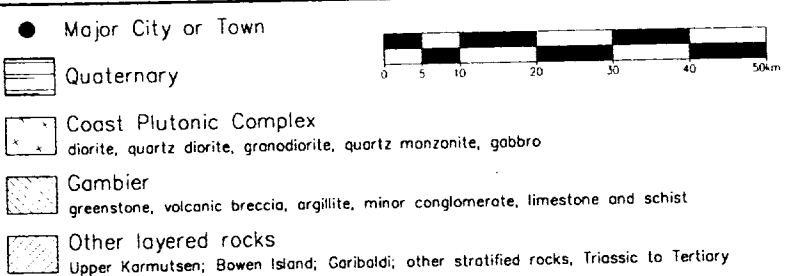 Major City or Town
0 5 10 20 30 40 50km
Quaternary
Coast Plutonic Complex
diorite, quartz diorite, granodiorite, quartz monzonite, gabbro
Gambier
greenstone, volcanic breccia, argillite, minor conglomerate, limestone and schist
Other layered rocks
Upper Karmutsen; Bowen Island; Garibaldi; other stratified rocks, Triassic to Tertiary